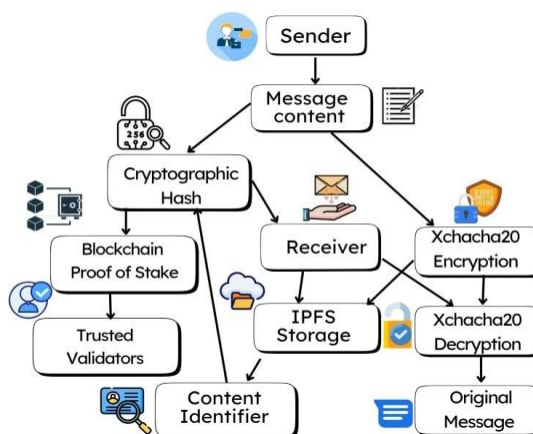 Sender
Message
content
256
Cryptographic
Hash
Receiver
Xchacha20
Encryption
Blockchain
Proof of Stake
IPFS
Storage
Xchacha20
Decryption
Trusted
Validators
Content
Identifier
Original
Message